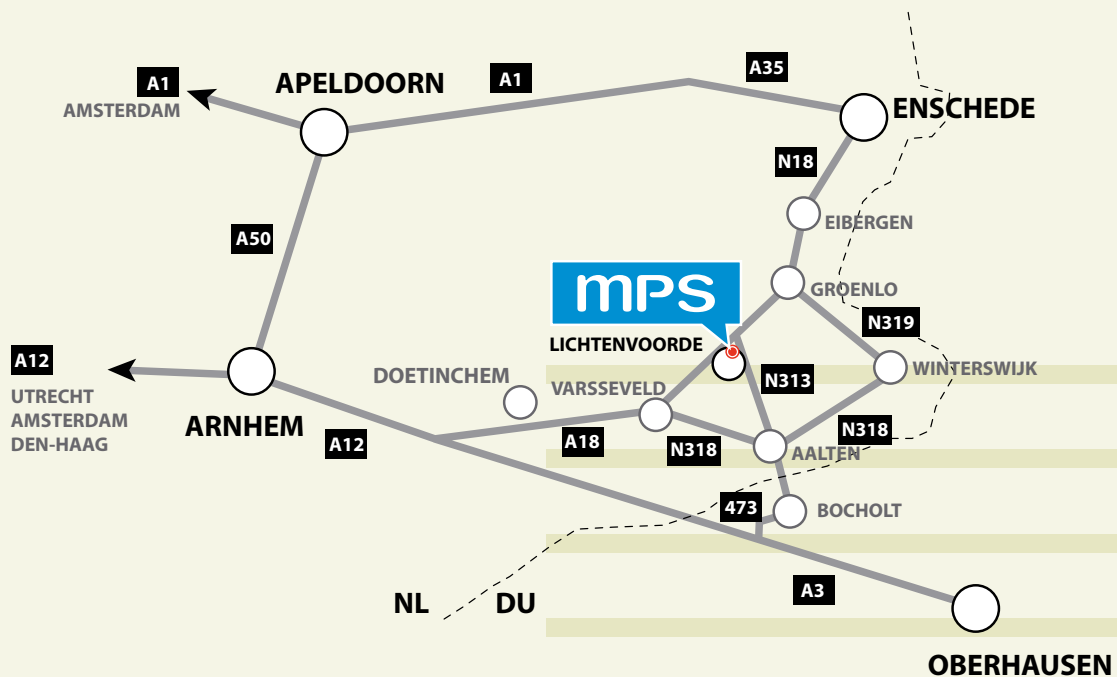 A1
AMSTERDAM
APELDOORN
A1
A35
ENSCHEDE
N18
EIBERGEN
A50
GROENLO
mPS
LICHTENVOORDE
N319
WINTERSWIJK
A12
UTRECHT
AMSTERDAM
DEN-HAAG
ARNHEM
DOETINCHEM
VARSSEVELD
N313
A12
A18
N318
N318
AALTEN
473
BOCHOLT
NL
DU
A3
OBERHAUSEN